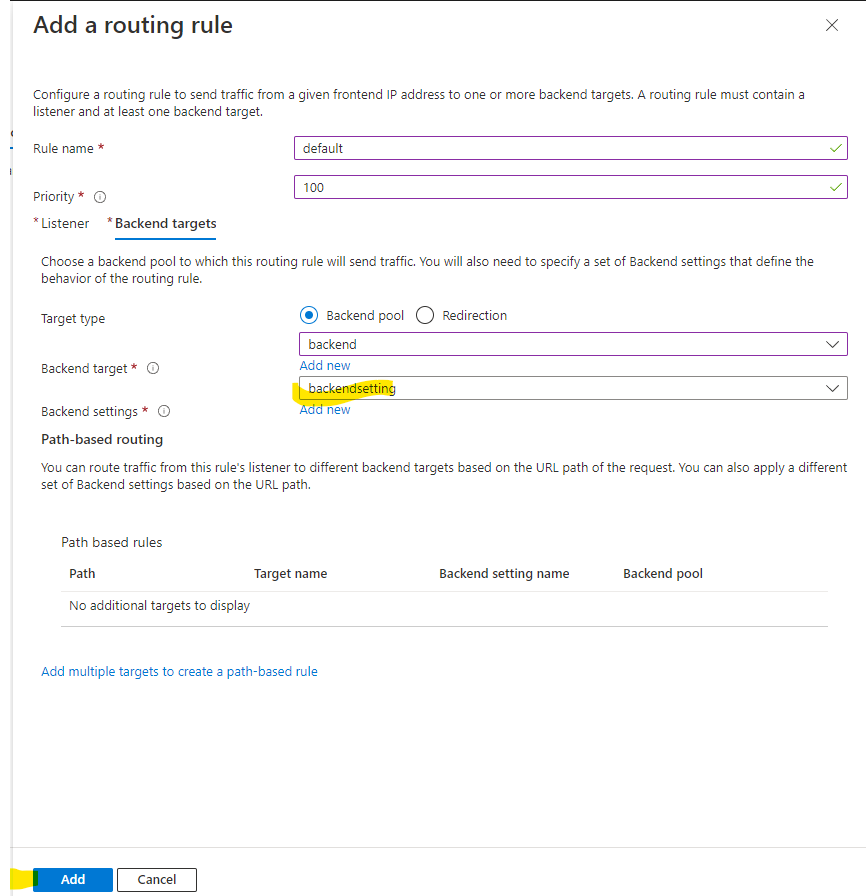 Add a routing rule
Configure a routing rule to send traffic from a given frontend IP address to one or more backend targets. A routing rule must contain a
listener and at least one backend target.
Rule name *
default
Priority *
100
* Listener * Backend targets
Choose a backend pool to which this routing rule will send traffic. You will also need to specify a set of Backend settings that define the
behavior of the routing rule.
Target type
Backend pool Redirection
backend
Backend target *
Add new
backendsetting
Backend settings *
Add new
Path-based routing
You can route traffic from this rule's listener to different backend targets based on the URL path of the request. You can also apply a different
set of Backend settings based on the URL path.
Path based rules
Path Target name Backend setting name Backend pool
No additional targets to display
Add multiple targets to create a path-based rule
Add Cancel